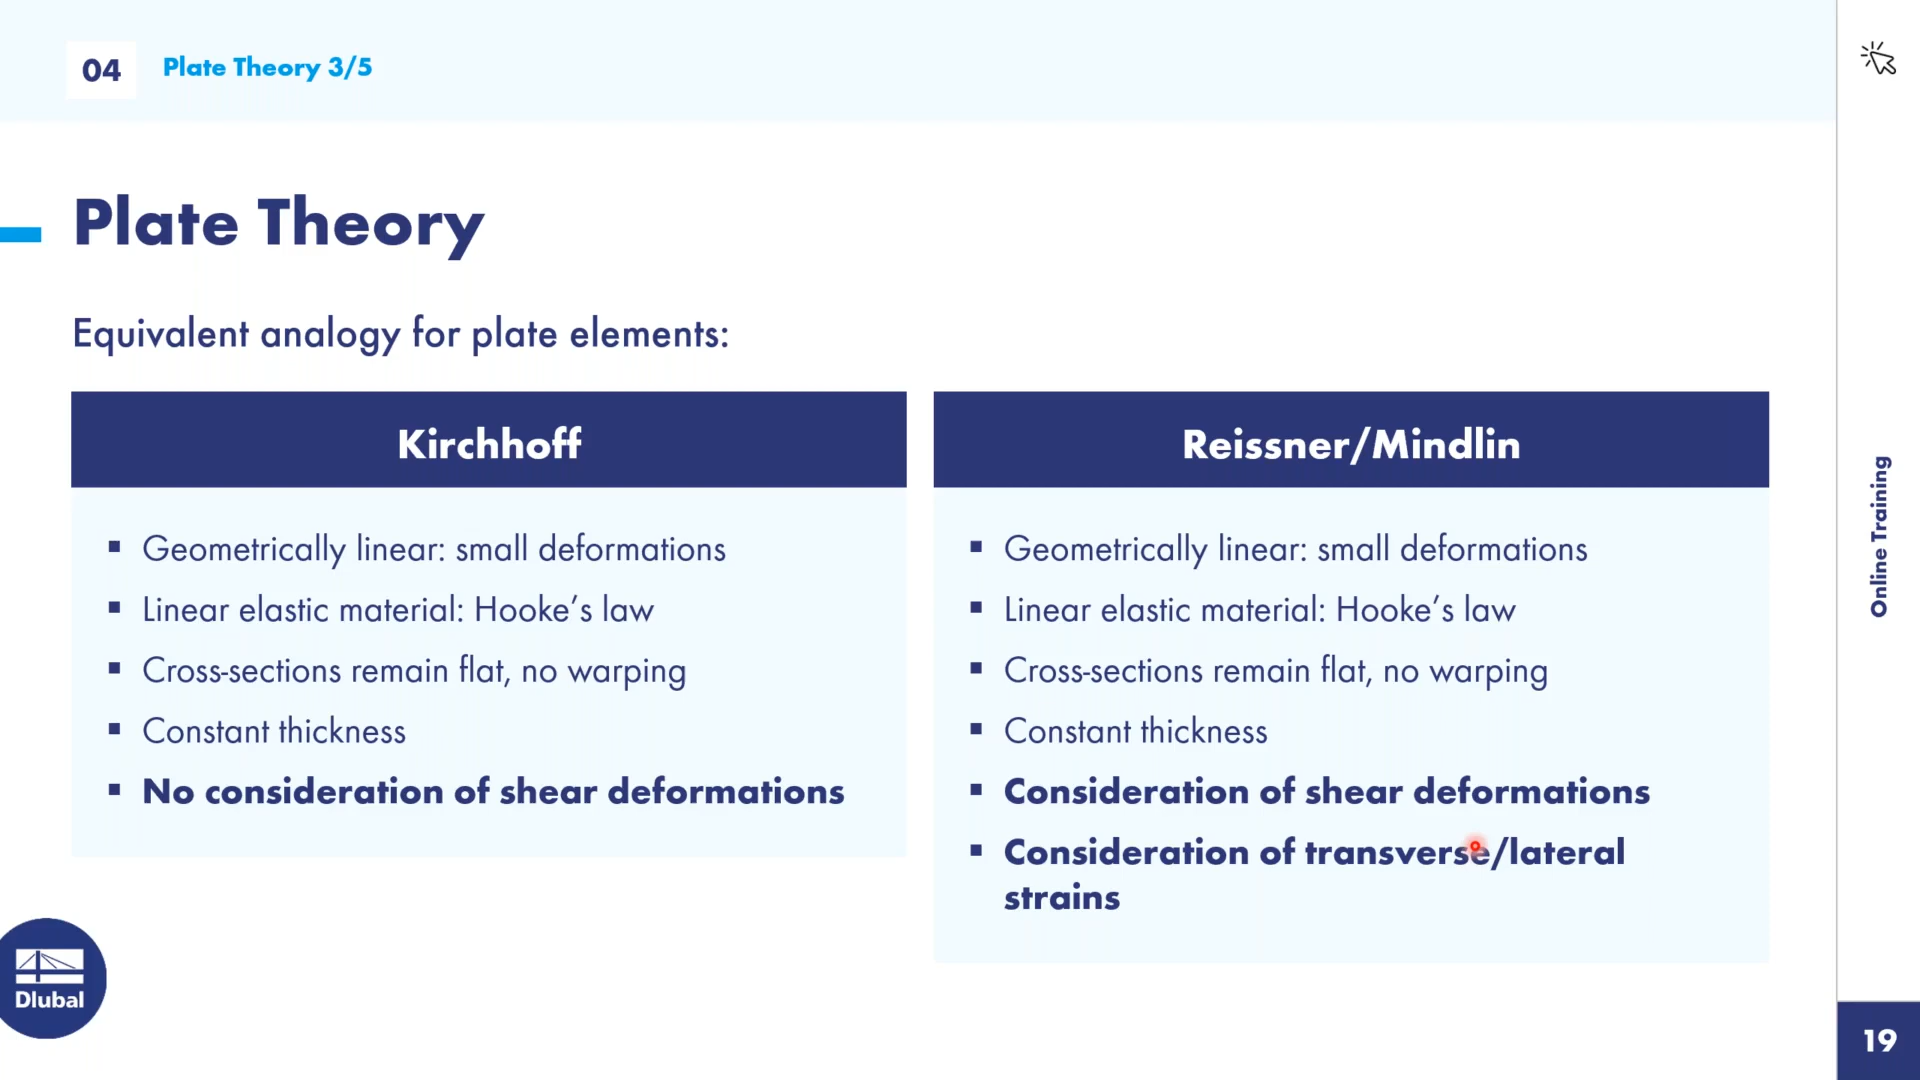 04
Plate Theory 3/5
Plate Theory
Equivalent analogy for plate elements:
Kirchhoff
▪ Geometrically linear: small deformations
▪ Linear elastic material: Hooke’s law
▪ Cross-sections remain flat, no warping
▪ Constant thickness
▪ No consideration of shear deformations
Reissner/Mindlin
▪ Geometrically linear: small deformations
▪ Linear elastic material: Hooke’s law
▪ Cross-sections remain flat, no warping
▪ Constant thickness
▪ Consideration of shear deformations
▪ Consideration of transverse/lateral
strains
Online Training
Dlubal
19